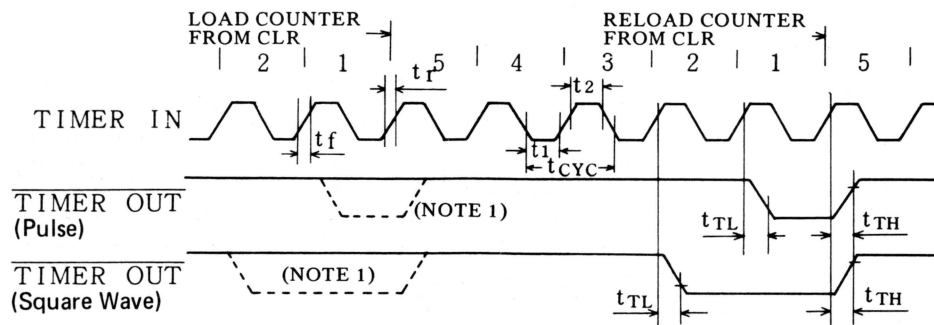 LOAD COUNTER RELOAD COUNTER
FROM CLR FROM CLR
2 1 5 4 3 2 1 5
tr t2
TIMER IN
tf t1
tCYC
TIMER OUT
(Pulse)
(NOTE 1)
tTL tTH
TIMER OUT
(Square Wave)
(NOTE 1)
tTL tTH